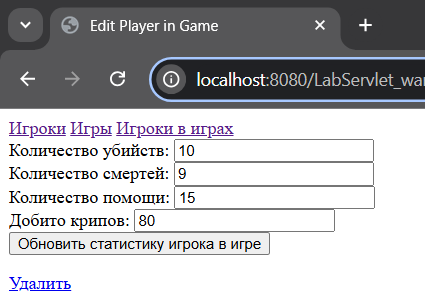 Edit Player in Game
localhost:8080/LabServlet_wa
Игроки Игры Игроки в играх
Количество убийств: 10
Количество смертей: 9
Количество помощи: 15
Добито крипов: 80
Обновить статистику игрока в игре
Удалить